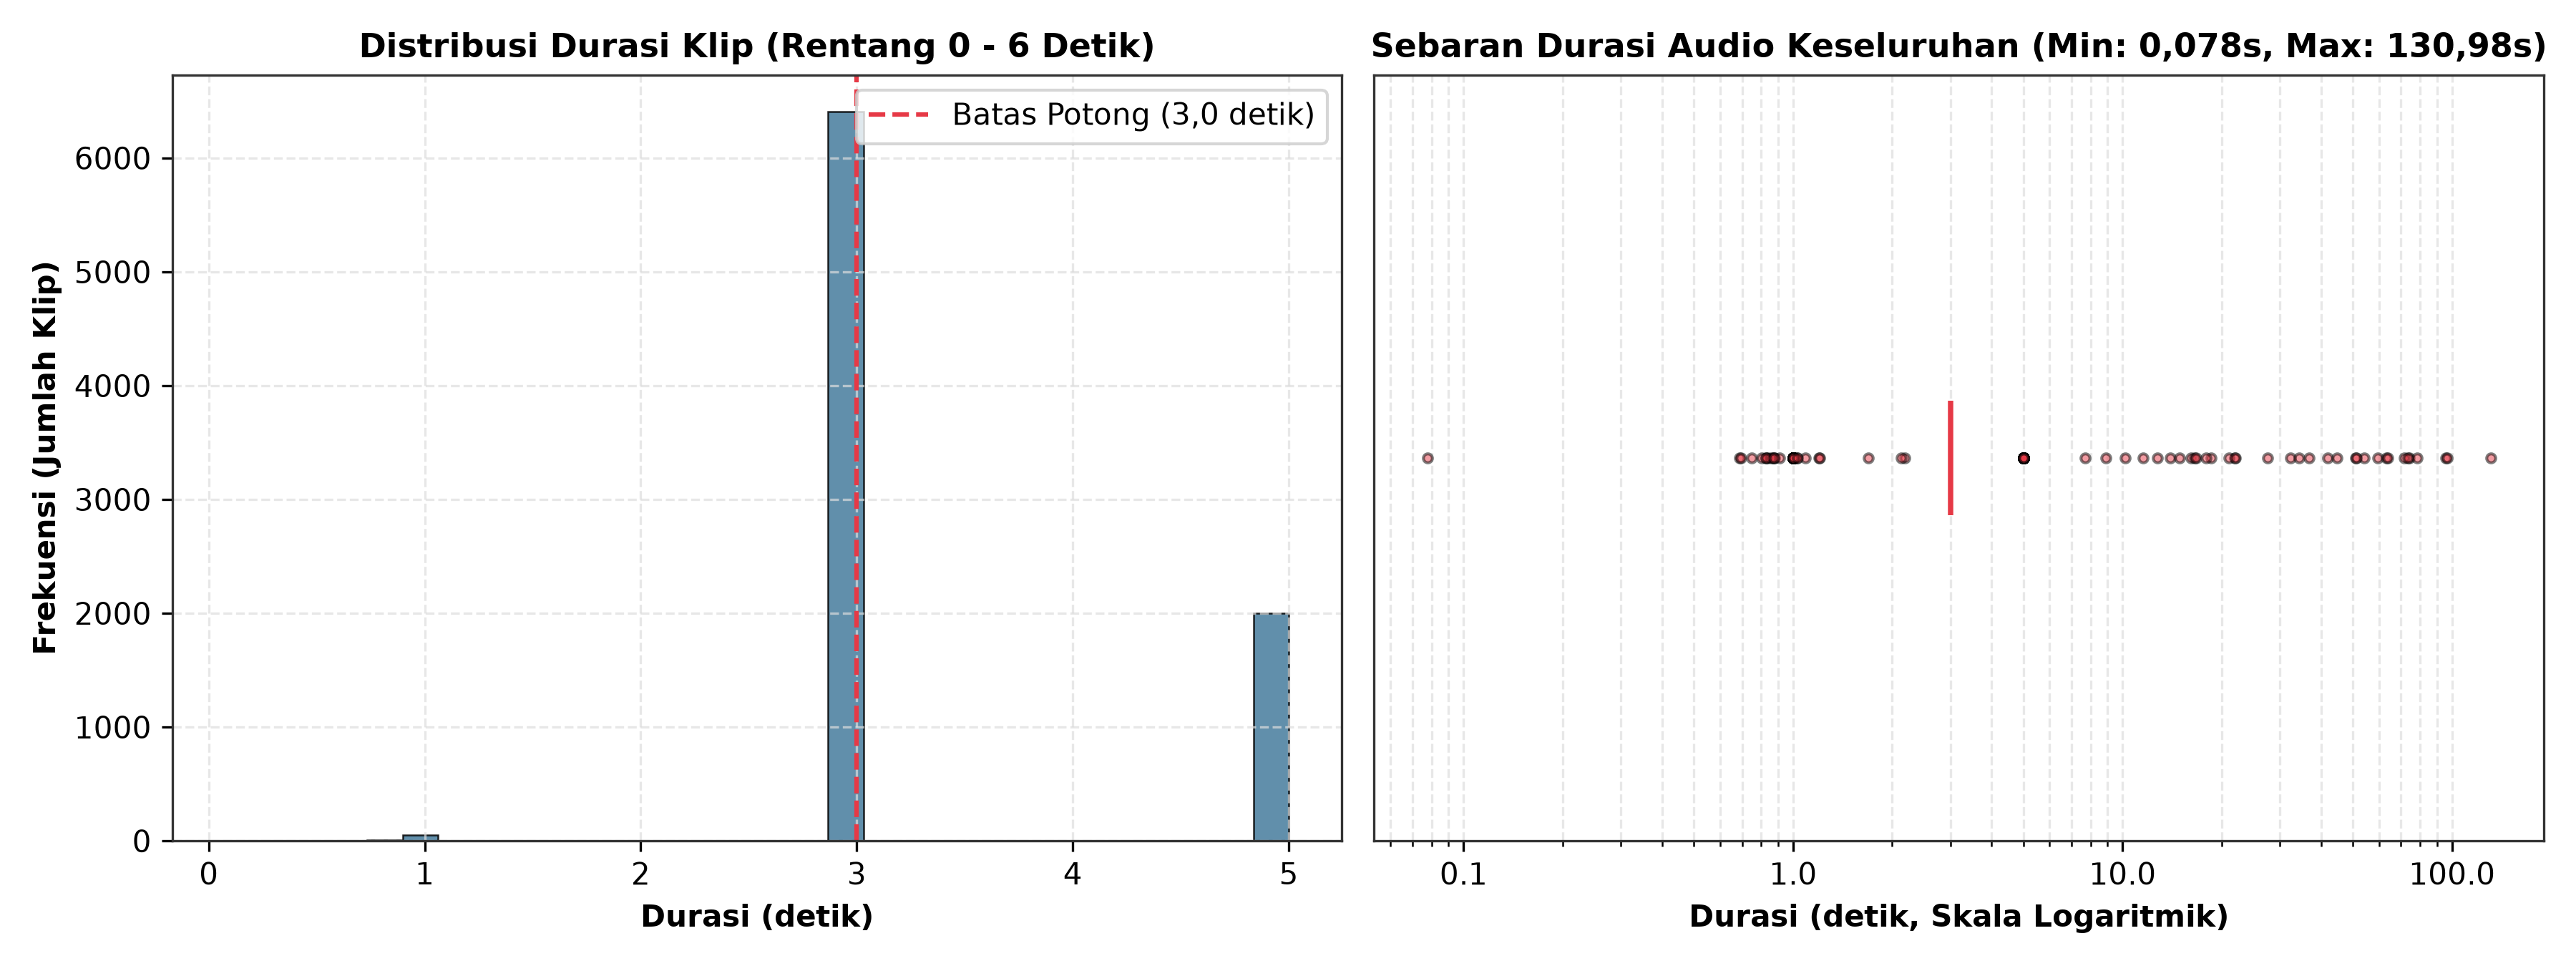 Distribusi Durasi Klip (Rentang 0 - 6 Detik)
Batas Potong (3,0 detik)
Frekuensi (Jumlah Klip)
6000
5000
4000
3000
2000
1000
0
0 1 2 3 4 5
Durasi (detik)
Sebaran Durasi Audio Keseluruhan (Min: 0,078s, Max: 130,98s)
0.1 1.0 10.0 100.0
Durasi (detik, Skala Logaritmik)